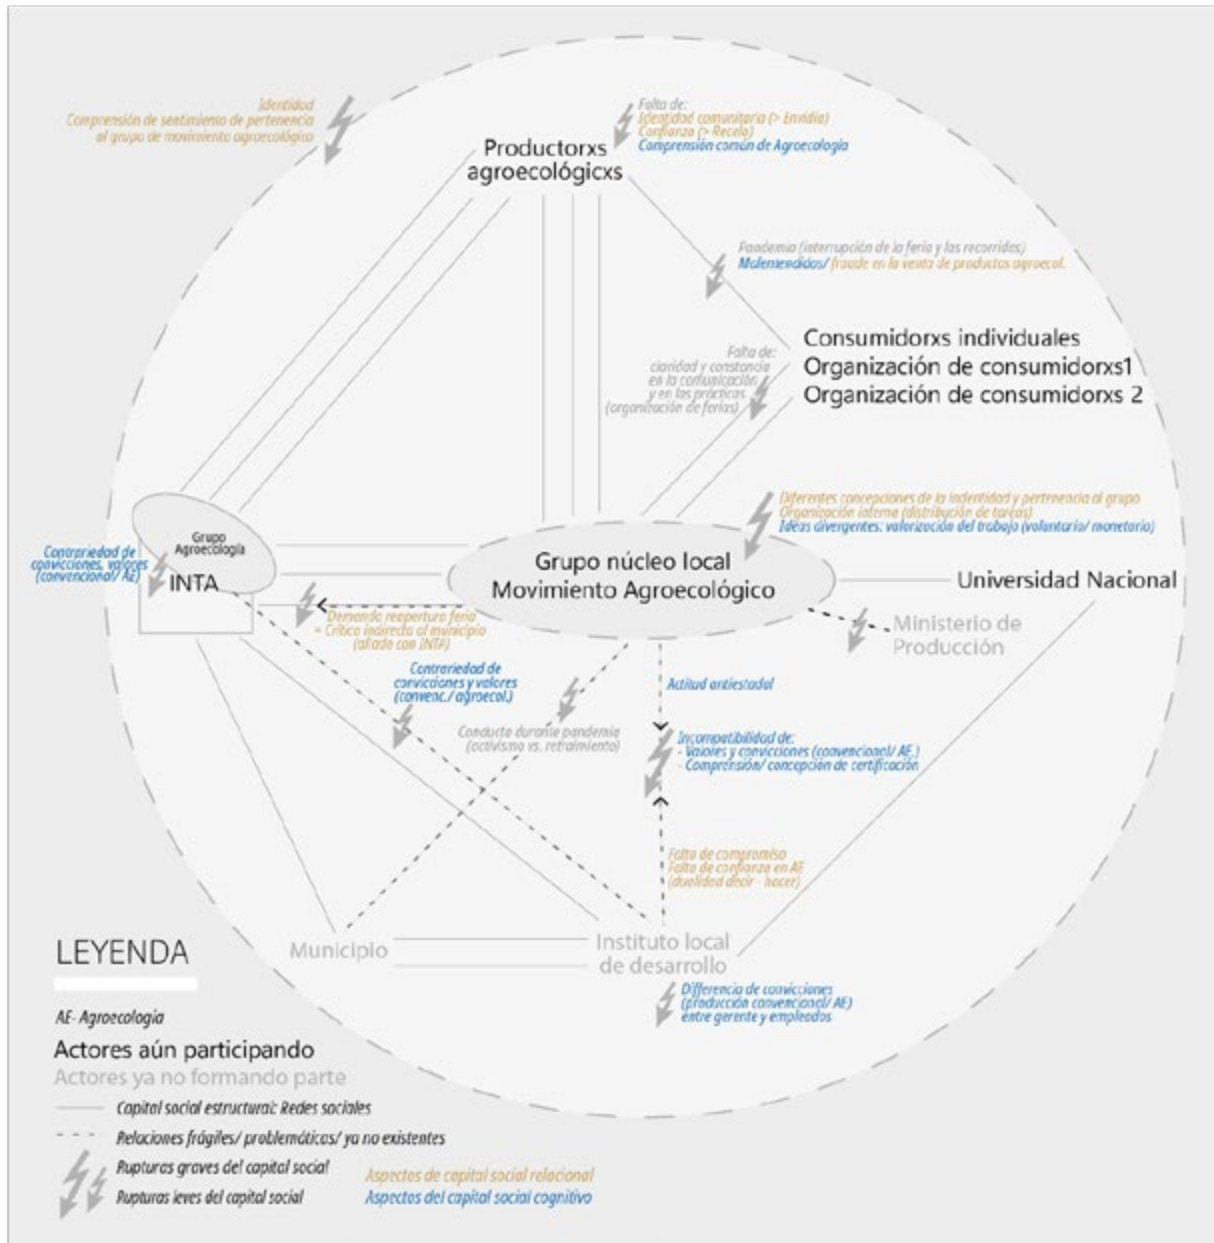 Identidad
Comprensión de sentimiento de pertenencia
al grupo de movimiento agroecológico
Falta de:
Identidad comunitaria (> Envidia)
Confianza (> Recelo)
Comprensión común de Agroecología
Productorxs
agroecológicxs
Pandemia (interrupción de la feria y los recorridos)
Malentendidos/ fraude en la venta de productos agroecol.
Consumidorxs individuales
Organización de consumidorxs1
Organización de consumidorxs 2
Falta de:
claridad y constancia
en la comunicación
y en las prácticas
(organización de ferias)
Diferentes concepciones de la indentidad y pertenencia al grupo
Organización interna (distribución de tareas)
Ideas divergentes: valorización del trabajo (voluntario/ monetario)
Grupo
Agroecología
INTA
Contrariedad de
convicciones, valores
(convencional/ AE)
Grupo núcleo local
Movimiento Agroecológico
Universidad Nacional
Ministerio de
Producción
Demanda reapertura feria
= Crítica indirecta al municipio
(aliado con INTA)
Contrariedad de
convicciones y valores
(convenc./ agroecol.)
Conducta durante pandemia
(activismo vs. retraimiento)
Actitud antiestatal
Incompatibilidad de:
- Valores y convicciones (convencional/ AE.)
- Comprensión/ concepción de certificación
Falta de compromiso
Falta de confianza en AE
(dualidad decir - hacer)
Municipio
Instituto local
de desarrollo
Differencia de convicciones
(producción convencional/ AE)
entre gerente y empleados
LEYENDA
AE- Agroecología
Actores aún participando
Actores ya no formando parte
Capital social estructural: Redes sociales
Relaciones frágiles/ problemáticas/ ya no existentes
Rupturas graves del capital social
Rupturas leves del capital social
Aspectos de capital social relacional
Aspectos del capital social cognitivo